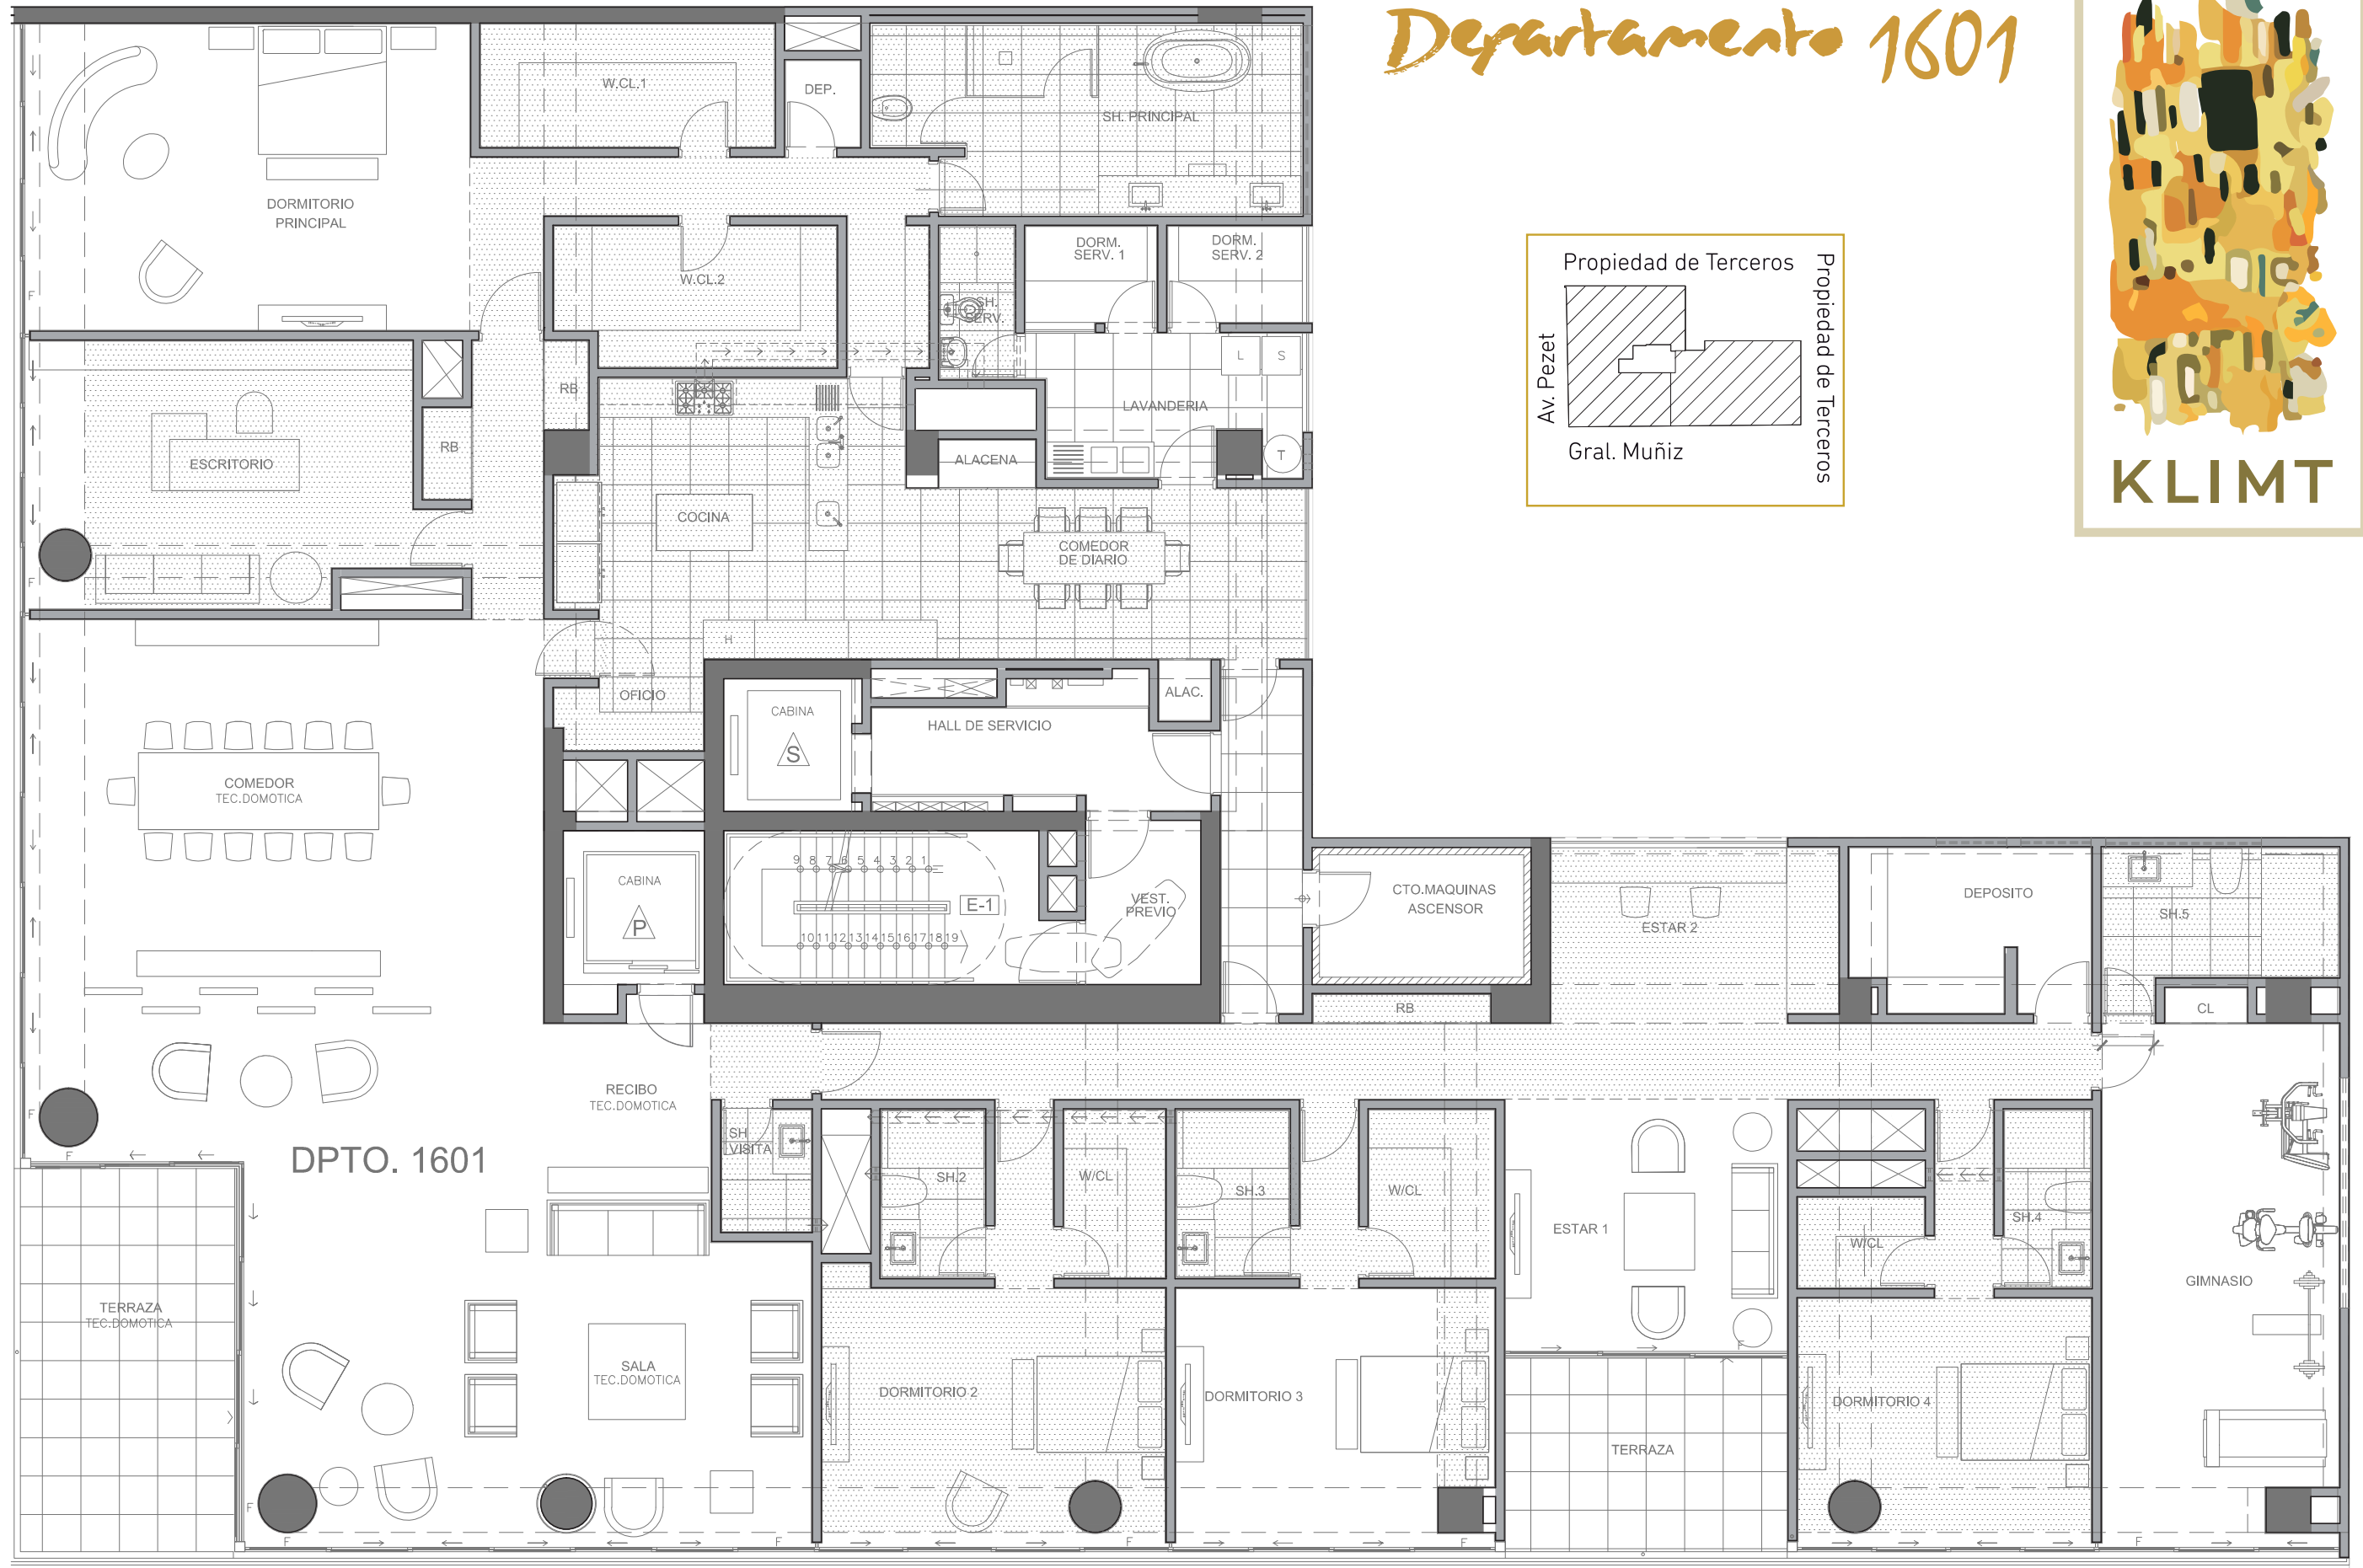 Departamento 1601
KLIMT
Propiedad de Terceros
Propiedad de Terceros
Av. Pezet
Gral. Muñiz
W.CL.1
DEP.
SH. PRINCIPAL
DORMITORIO
PRINCIPAL
W.CL.2
SH.
SERV.
DORM.
SERV. 1
DORM.
SERV. 2
L
S
LAVANDERIA
T
RB
RB
ESCRITORIO
ALACENA
COCINA
COMEDOR
DE DIARIO
H
OFICIO
CABINA
S
HALL DE SERVICIO
ALAC.
COMEDOR
TEC.DOMOTICA
CABINA
P
9 8 7 6 5 4 3 2 1
E-1
10 11 12 13 14 15 16 17 18 19
VEST.
PREVIO
CTO.MAQUINAS
ASCENSOR
RB
ESTAR 2
DEPOSITO
SH.5
CL
RECIBO
TEC.DOMOTICA
DPTO. 1601
SH
VISITA
SH.2
W/CL
SH.3
W/CL
ESTAR 1
W/CL
SH.4
GIMNASIO
TERRAZA
TEC.DOMOTICA
SALA
TEC.DOMOTICA
DORMITORIO 2
DORMITORIO 3
TERRAZA
DORMITORIO 4
F
F
F
F
F
F
F
F
F
F
F
F